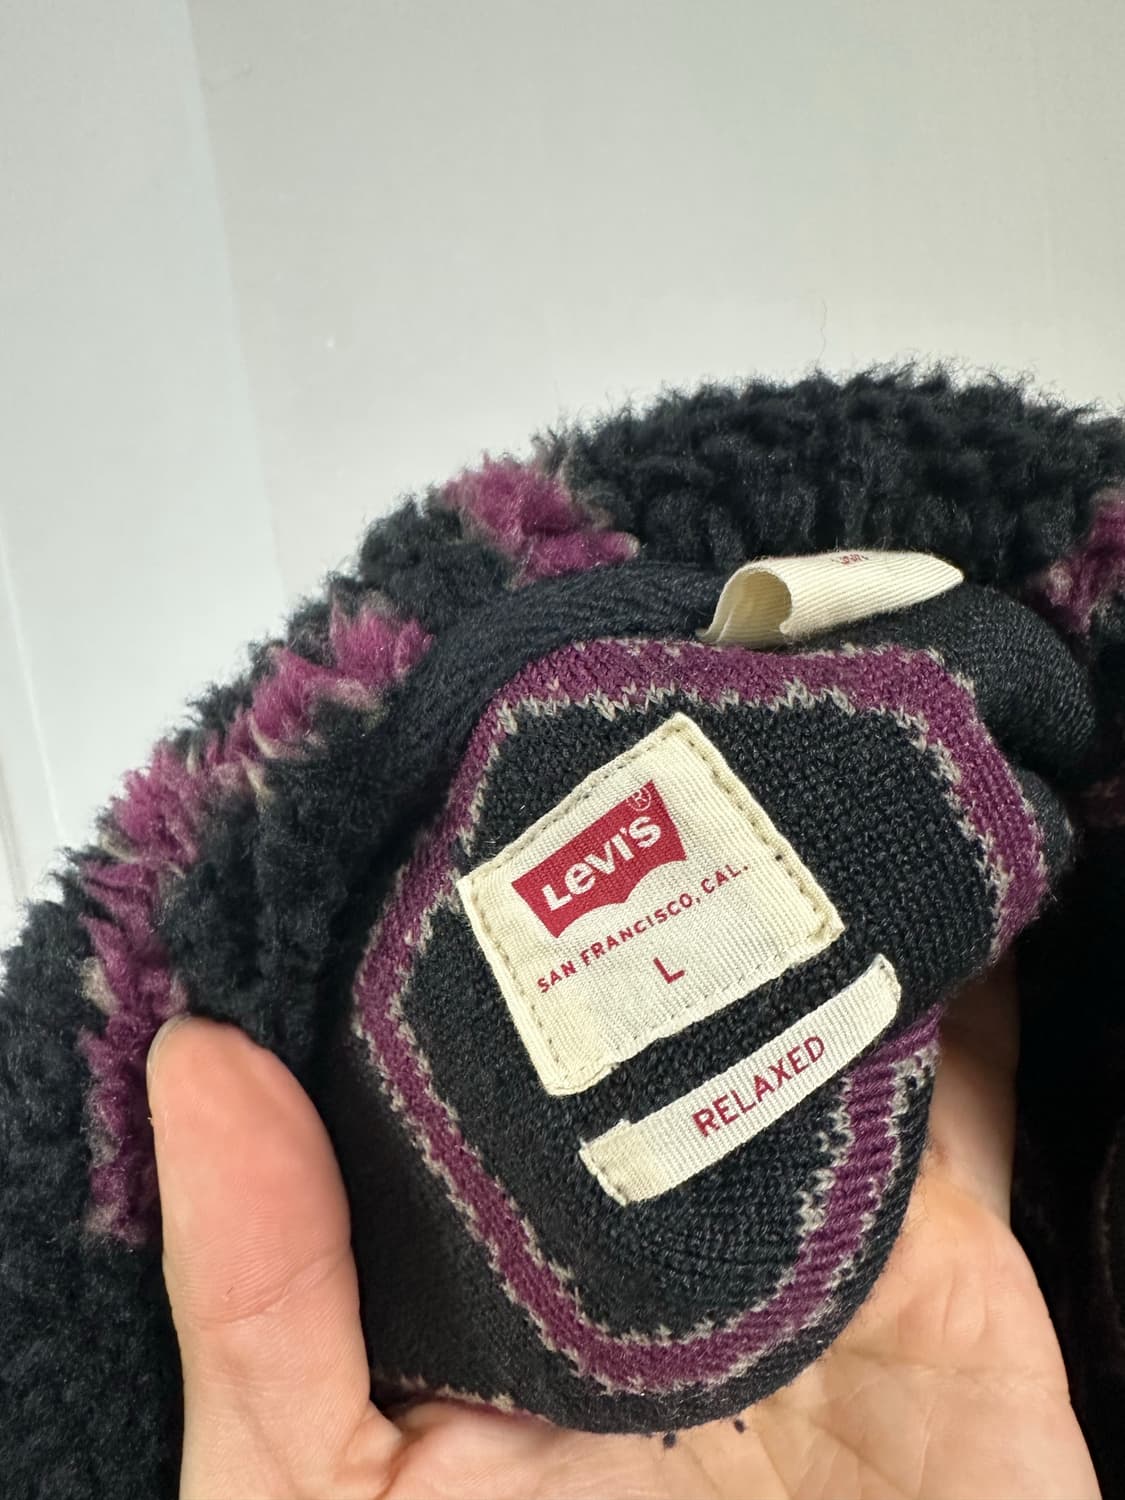 LEVI'S®
SAN FRANCISCO, CAL.
L
RELAXED